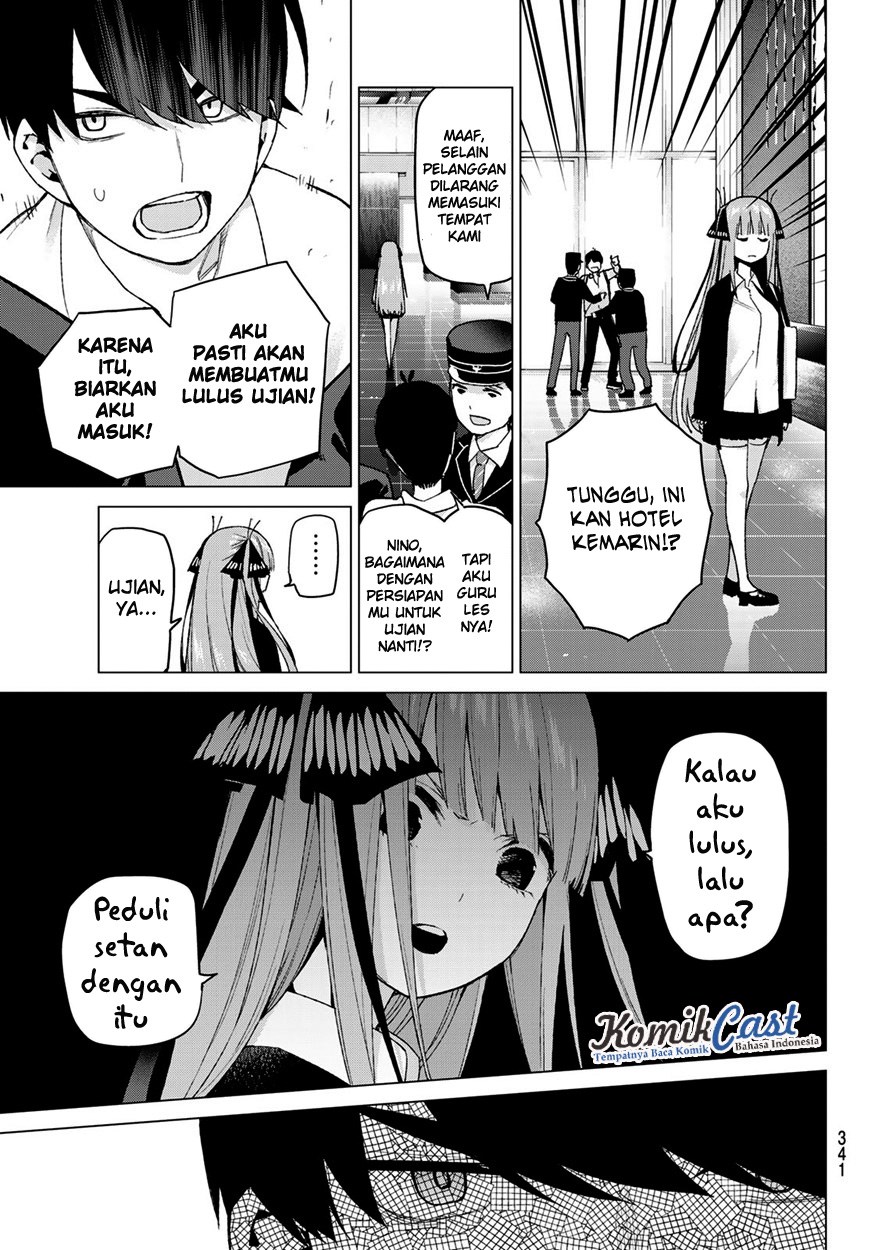 TUNGGU, INI
KAN HOTEL
KEMARIN!?
MAAF,
SELAIN
PELANGGAN
DILARANG
MEMASUKI
TEMPAT
KAMI
TAPI
AKU
GURU
LES
NYA!
NINO,
BAGAIMANA
DENGAN
PERSIAPAN
MU UNTUK
UJIAN
NANTI!?
AKU
PASTI AKAN
MEMBUATMU
LULUS UJIAN!
KARENA
ITU,
BIARKAN
AKU
MASUK!
......
UJIAN,
YA...
Kalau
aku
lulus,
lalu
apa?
Peduli
setan
dengan
itu
KomikCast
Tempatnya Baca Komik Bahasa Indonesia
341